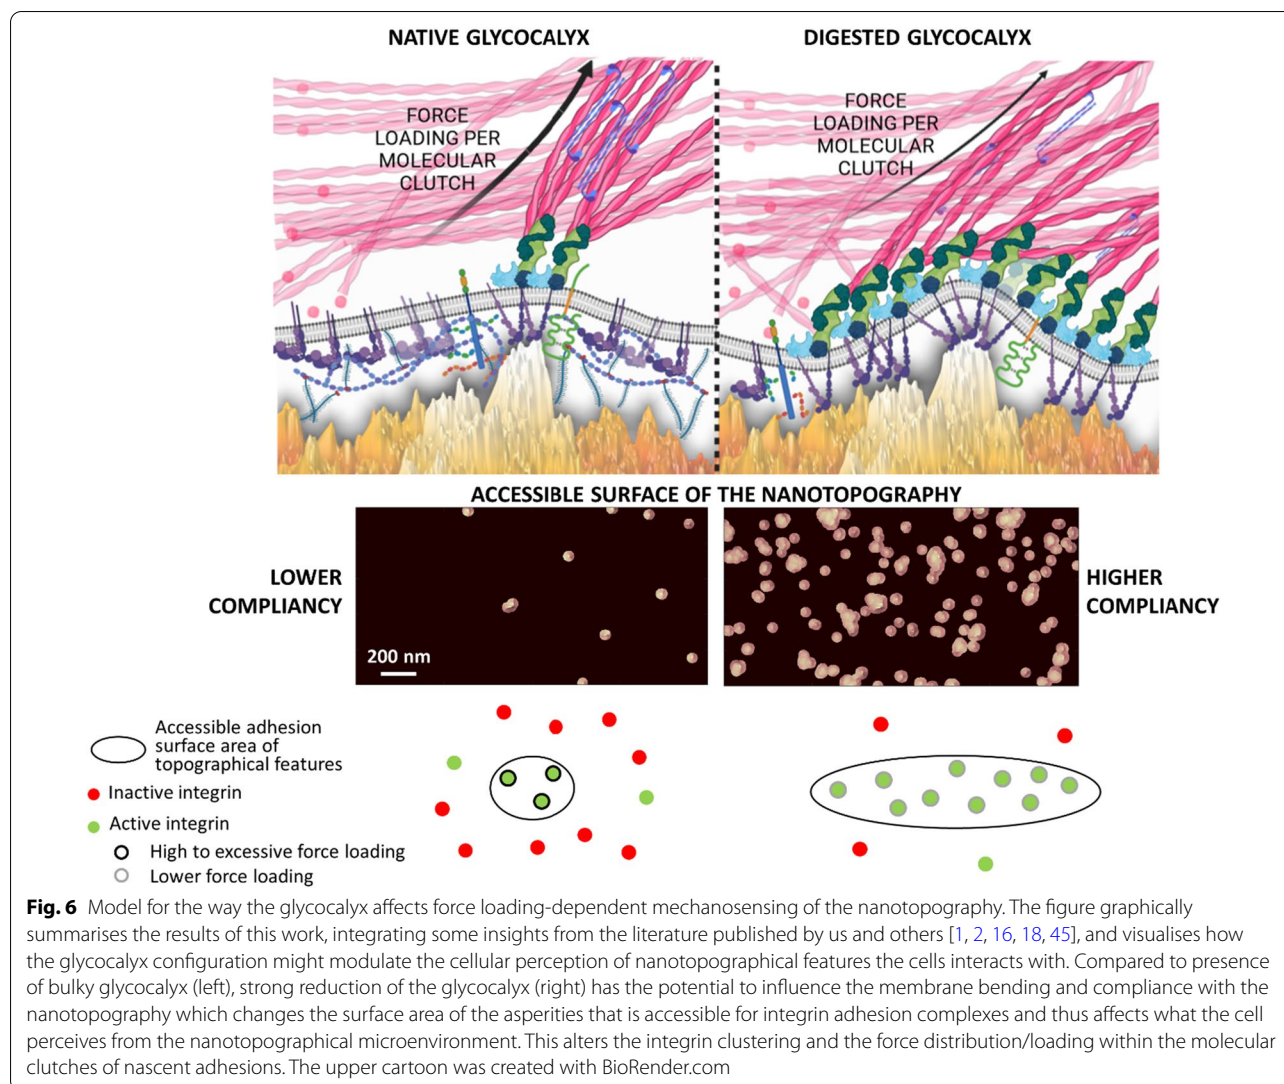 NATIVE GLYCOCALYX
DIGESTED GLYCOCALYX
FORCE
LOADING PER
MOLECULAR
CLUTCH
FORCE
LOADING PER
MOLECULAR
CLUTCH
ACCESSIBLE SURFACE OF THE NANOTOPOGRAPHY
LOWER
COMPLIANCY
200 nm
HIGHER
COMPLIANCY
Accessible adhesion
surface area of
topographical features
Inactive integrin
Active integrin
High to excessive force loading
Lower force loading
Fig. 6 Model for the way the glycocalyx affects force loading-dependent mechanosensing of the nanotopography. The figure graphically
summarises the results of this work, integrating some insights from the literature published by us and others [1, 2, 16, 18, 45], and visualises how
the glycocalyx configuration might modulate the cellular perception of nanotopographical features the cells interacts with. Compared to presence
of bulky glycocalyx (left), strong reduction of the glycocalyx (right) has the potential to influence the membrane bending and compliance with the
nanotopography which changes the surface area of the asperities that is accessible for integrin adhesion complexes and thus affects what the cell
perceives from the nanotopographical microenvironment. This alters the integrin clustering and the force distribution/loading within the molecular
clutches of nascent adhesions. The upper cartoon was created with BioRender.com